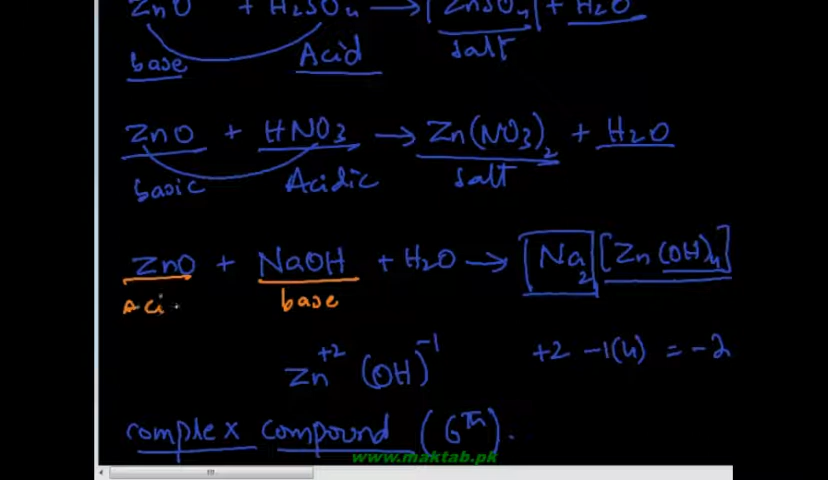 ZnO + H2SO4 → [ZnSO4] + H2O
base Acid salt
ZnO + HNO3 → Zn(NO3)2 + H2O
basic Acidic salt
ZnO + NaOH + H2O → [Na2 [Zn(OH)4]
Aci base
Zn+2 (OH)-1 +2 -1(4) = -2
complex compound (6th).
www.maktab.pk